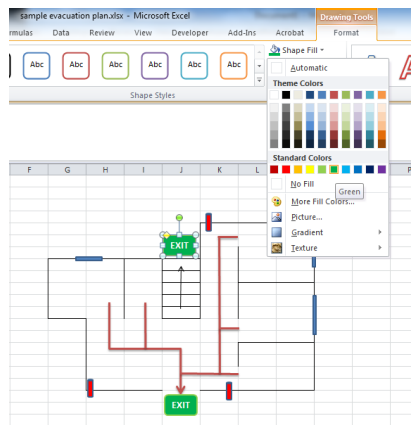 sample evacuation plan.xlsx - Microsoft Excel
Drawing Tools
rmulas Data Review View Developer Add-Ins Acrobat Format
Abc Abc Abc Abc Abc Abc
Shape Fill
Shape Styles
Automatic
Theme Colors
Standard Colors
No Fill
Green
More Fill Colors...
Picture...
Gradient
Texture
F G H I J K L P
EXIT
EXIT